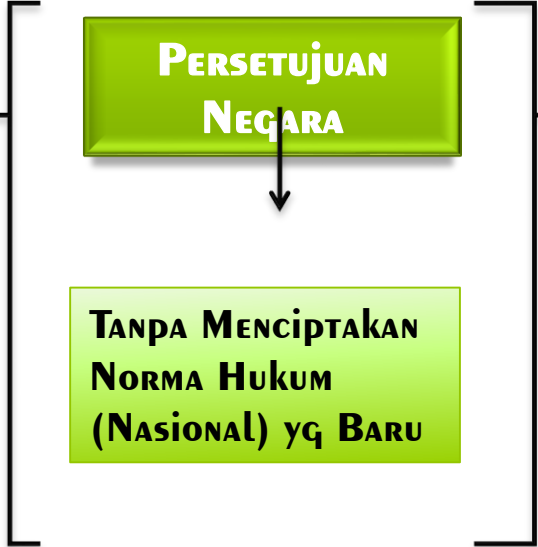 Persetujuan
Negara
Tanpa Menciptakan
Norma Hukum
(Nasional) yg Baru